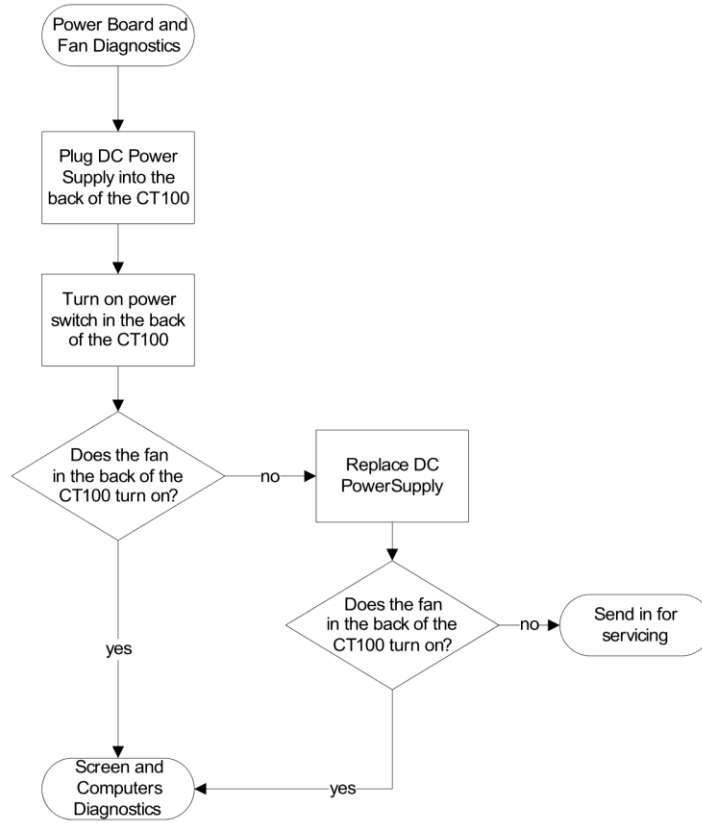 Power Board and
Fan Diagnostics
Plug DC Power
Supply into the
back of the CT100
Turn on power
switch in the back
of the CT100
Does the fan
in the back of the
CT100 turn on?
no
Replace DC
PowerSupply
Does the fan
in the back of the
CT100 turn on?
no
Send in for
servicing
yes
Screen and
Computers
Diagnostics
yes